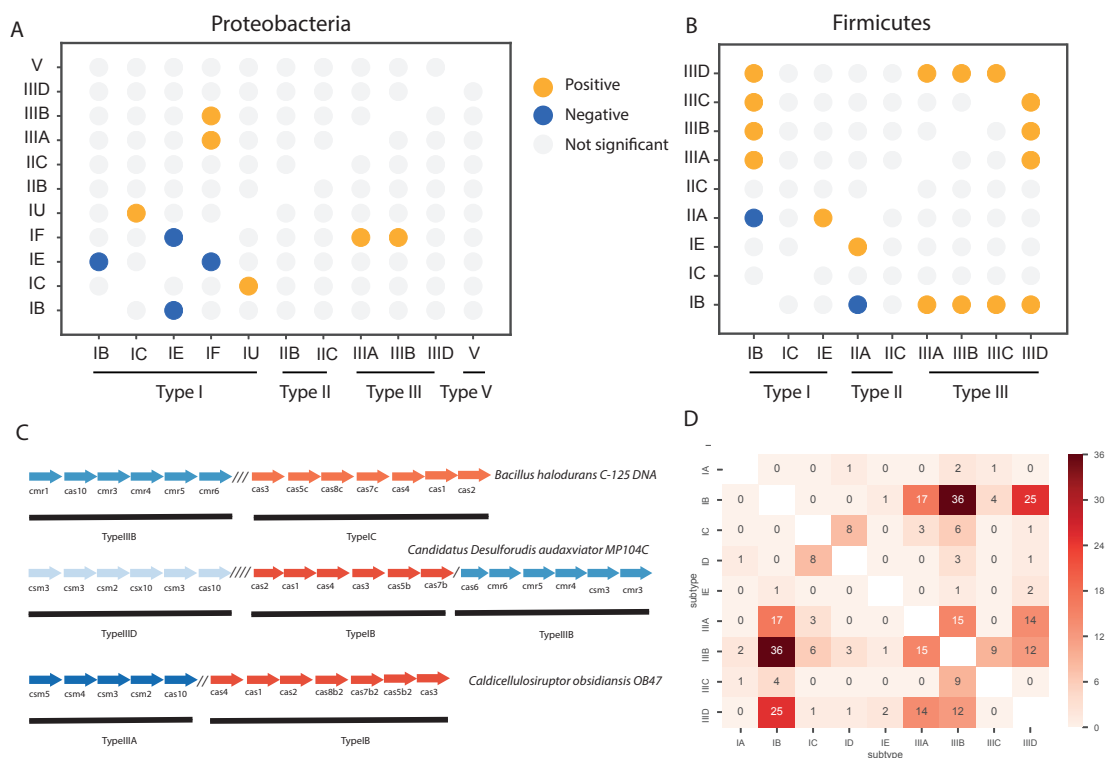 A
Proteobacteria
V
IIID
IIIB
IIIA
IIC
IIB
IU
IF
IE
IC
IB
IB IC IE IF IU IIB IIC IIIA IIIB IIID V
Type I Type II Type III Type V
Positive
Negative
Not significant
B
Firmicutes
IIID
IIIC
IIIB
IIIA
IIC
IIA
IE
IC
IB
IB IC IE IIA IIC IIIA IIIB IIIC IIID
Type I Type II Type III
C
Bacillus halodurans C-125 DNA
cmr1 cas10 cmr3 cmr4 cmr5 cmr6 /// cas3 cas5c cas8c cas7c cas4 cas1 cas2
TypeIIIB TypeIC
Candidatus Desulforudis audaxviator MP104C
csm3 csm3 csm2 csx10 csm3 cas10 //// cas2 cas1 cas4 cas3 cas5b cas7b / cas6 cmr6 cmr5 cmr4 csm3 cmr3
TypeIIID TypeIB TypeIIIB
Caldicellulosiruptor obsidiansis OB47
csm5 csm4 csm3 csm2 cas10 // cas4 cas1 cas2 cas8b2 cas7b2 cas5b2 cas3
TypeIIIA TypeIB
D
IA 0 0 1 0 0 2 1 0
IB 0 0 0 1 17 36 4 25
IC 0 0 8 0 3 6 0 1
ID 1 0 8 0 0 3 0 1
IE 0 1 0 0 0 1 0 2
IIIA 0 17 3 0 0 15 0 14
IIIB 2 36 6 3 1 15 9 12
IIIC 1 4 0 0 0 0 9 0
IIID 0 25 1 1 2 14 12 0
IA IB IC ID IE IIIA IIIB IIIC IIID
subtype
subtype
36
30
24
18
12
6
0